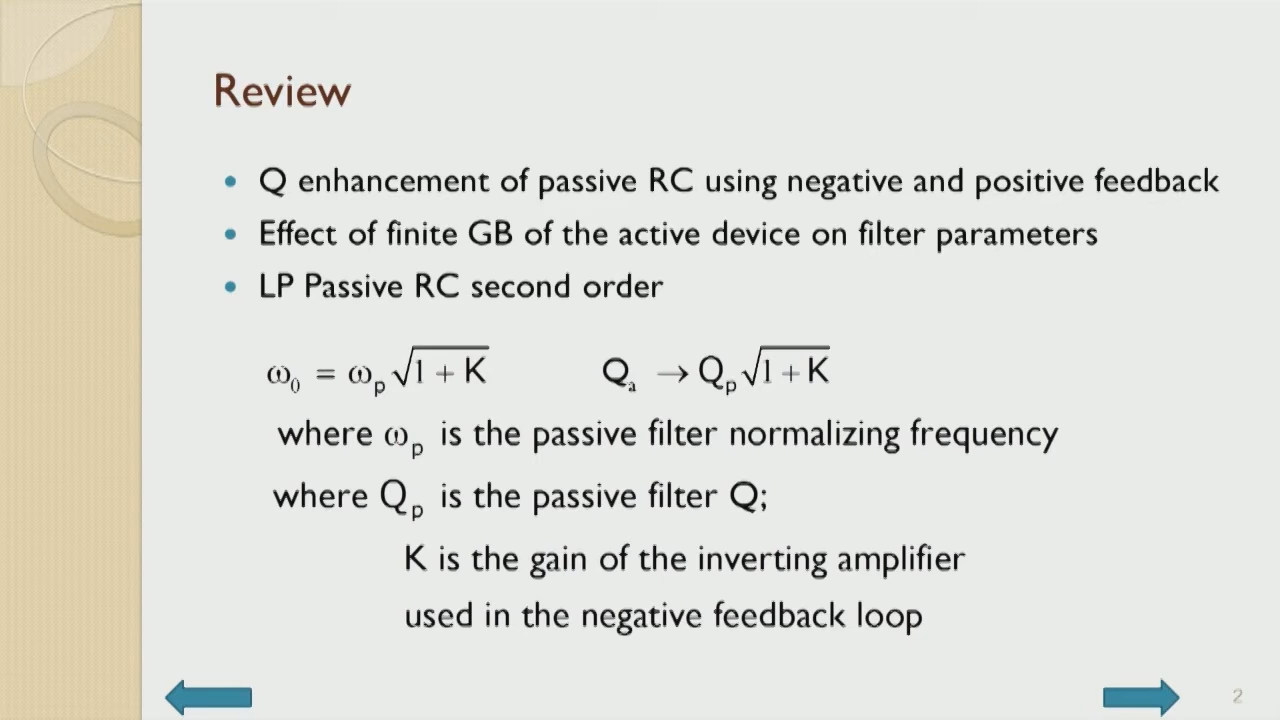 Review
• Q enhancement of passive RC using negative and positive feedback
• Effect of finite GB of the active device on filter parameters
• LP Passive RC second order
ω₀ = ωₚ√(1 + K)    Qₐ → Qₚ√(1 + K)
where ωₚ is the passive filter normalizing frequency
where Qₚ is the passive filter Q;
K is the gain of the inverting amplifier
used in the negative feedback loop
2